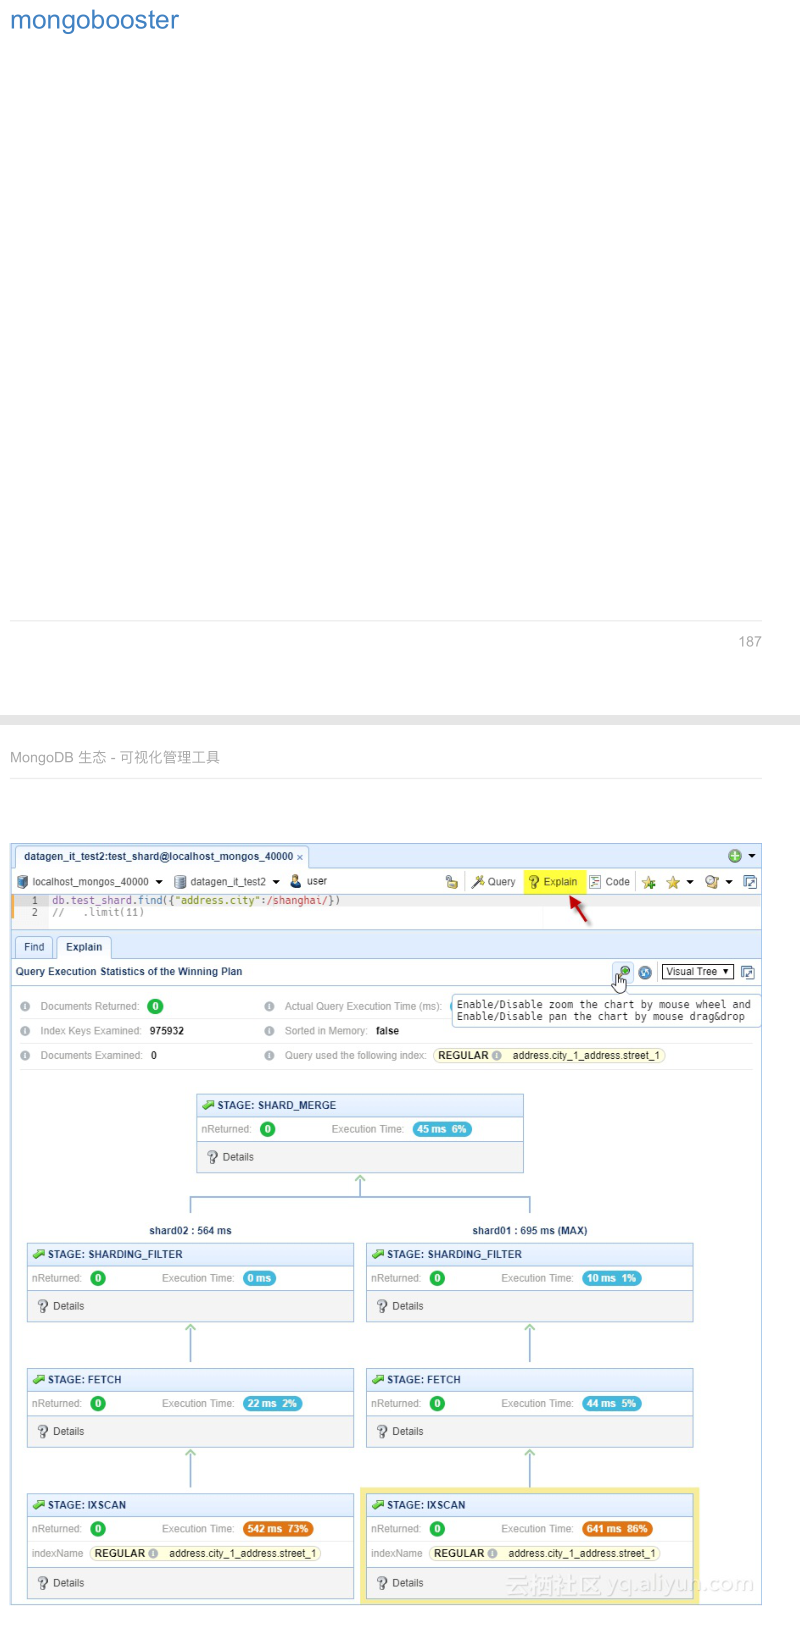 mongobooster
187
MongoDB 生态 - 可视化管理工具
datagen_it_test2:test_shard@localhost_mongos_40000 ×
localhost_mongos_40000 datagen_it_test2 user Query Explain Code
1 db.test_shard.find({"address.city":/shanghai/})
2 // .limit(11)
Find Explain
Query Execution Statistics of the Winning Plan Visual Tree
Documents Returned: 0 Actual Query Execution Time (ms):
Enable/Disable zoom the chart by mouse wheel and
Enable/Disable pan the chart by mouse drag&drop
Index Keys Examined: 975932 Sorted in Memory: false
Documents Examined: 0 Query used the following index: REGULAR address.city_1_address.street_1
STAGE: SHARD_MERGE
nReturned: 0 Execution Time: 45 ms 6%
Details
shard02 : 564 ms shard01 : 695 ms (MAX)
STAGE: SHARDING_FILTER STAGE: SHARDING_FILTER
nReturned: 0 Execution Time: 0 ms nReturned: 0 Execution Time: 10 ms 1%
Details Details
STAGE: FETCH STAGE: FETCH
nReturned: 0 Execution Time: 22 ms 2% nReturned: 0 Execution Time: 44 ms 5%
Details Details
STAGE: IXSCAN STAGE: IXSCAN
nReturned: 0 Execution Time: 542 ms 73% nReturned: 0 Execution Time: 641 ms 86%
indexName REGULAR address.city_1_address.street_1 indexName REGULAR address.city_1_address.street_1
Details Details
云栖社区 yq.aliyun.com